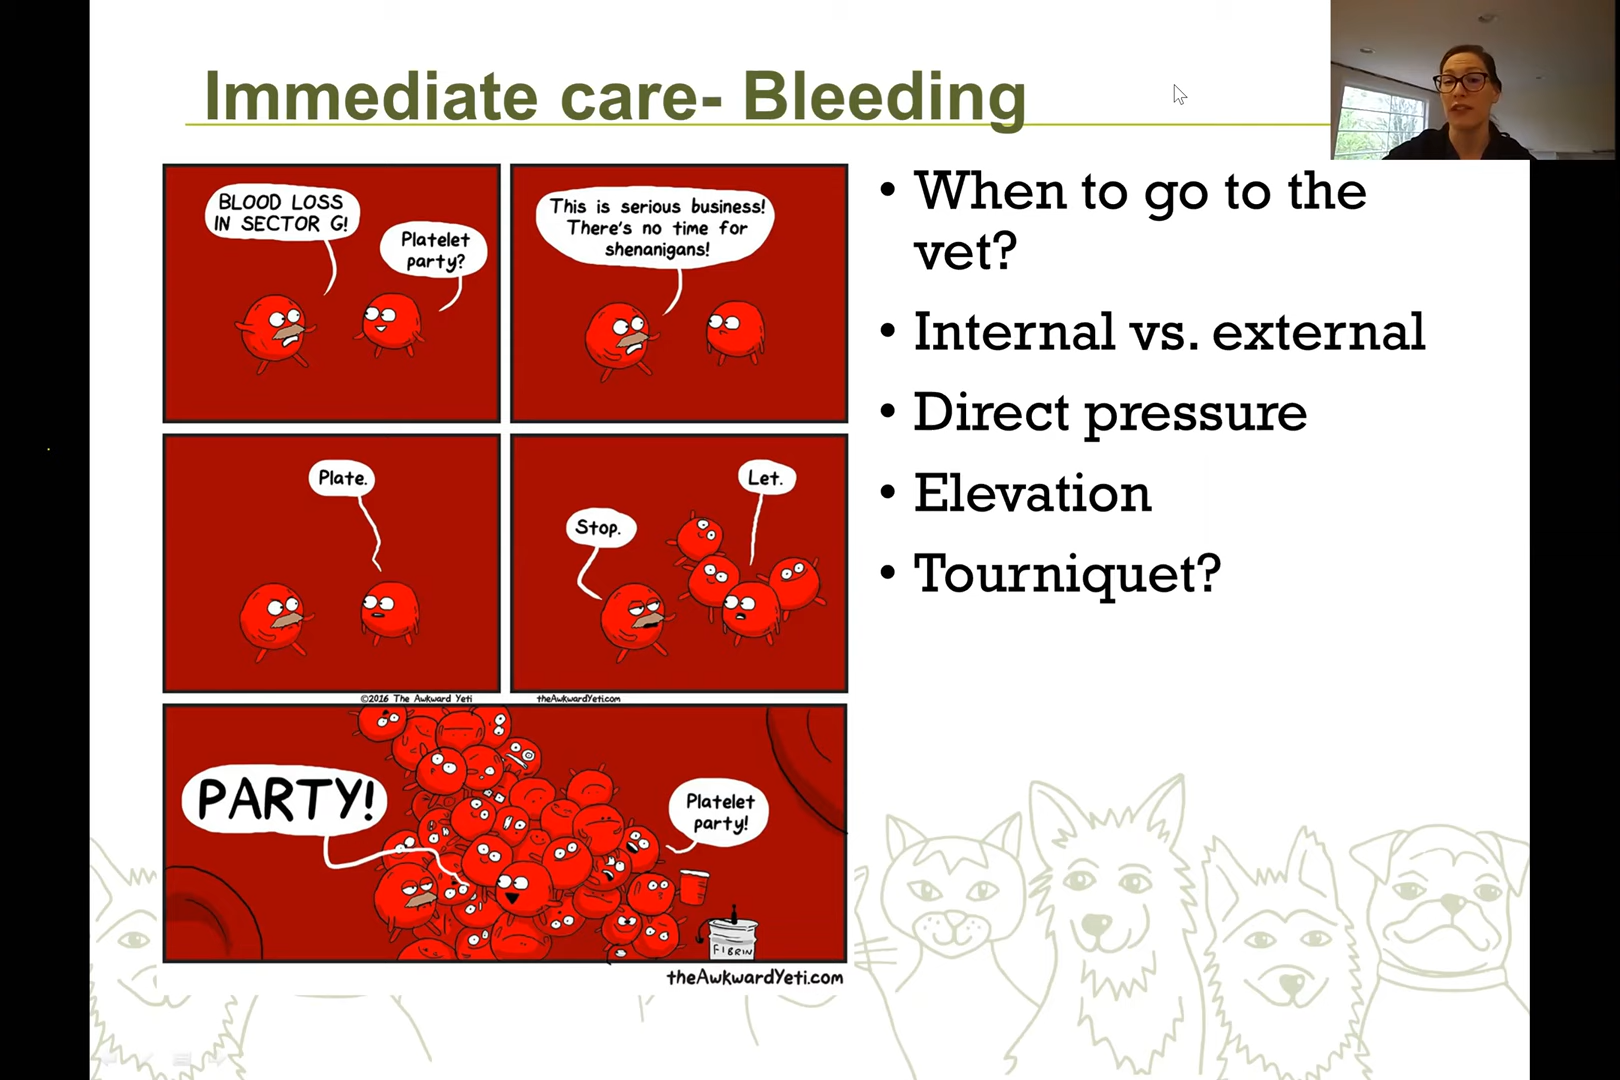 Immediate care- Bleeding
BLOOD LOSS
IN SECTOR G!
Platelet
party?
This is serious business!
There's no time for
shenanigans!
Plate.
Stop.
Let.
©2016 The Awkward Yeti
theAwkwardYeti.com
PARTY!
Platelet
party!
FIBRIN
theAwkwardYeti.com
• When to go to the
vet?
• Internal vs. external
• Direct pressure
• Elevation
• Tourniquet?